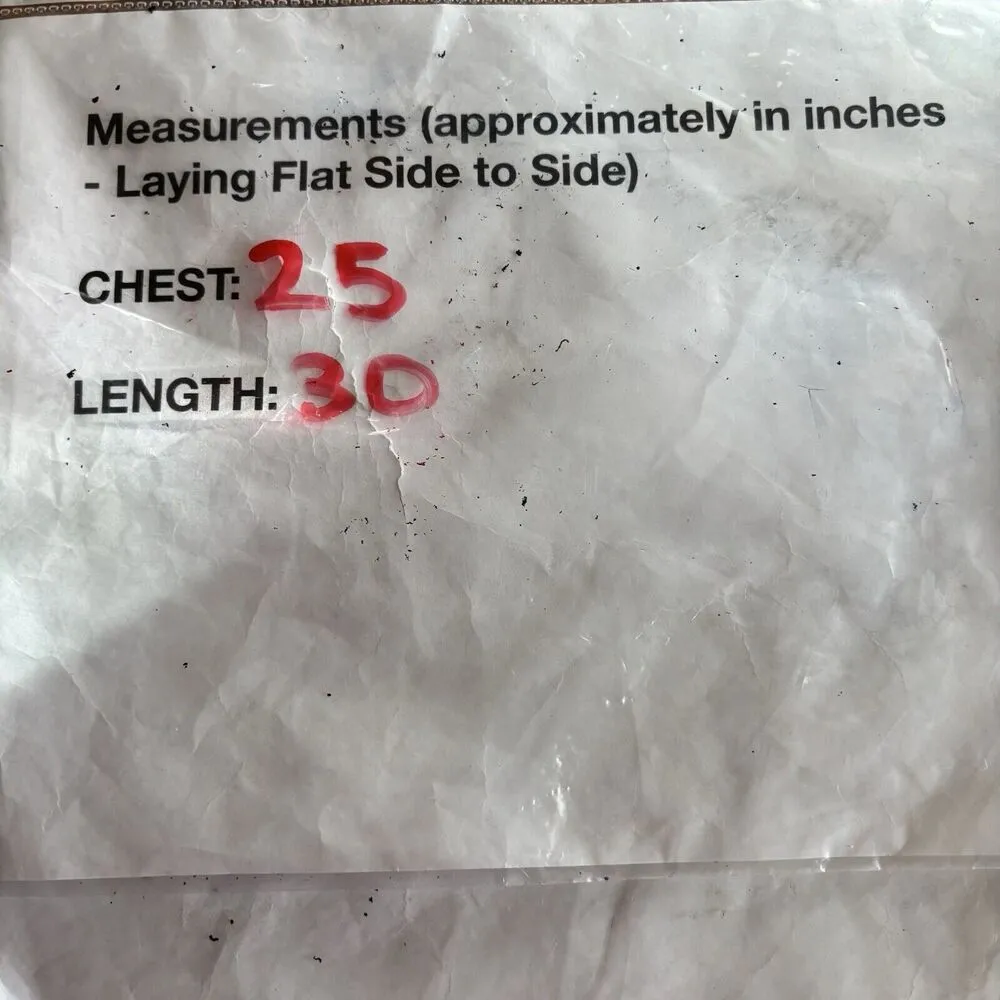 Measurements (approximately in inches
- Laying Flat Side to Side)
CHEST: 25
LENGTH: 30